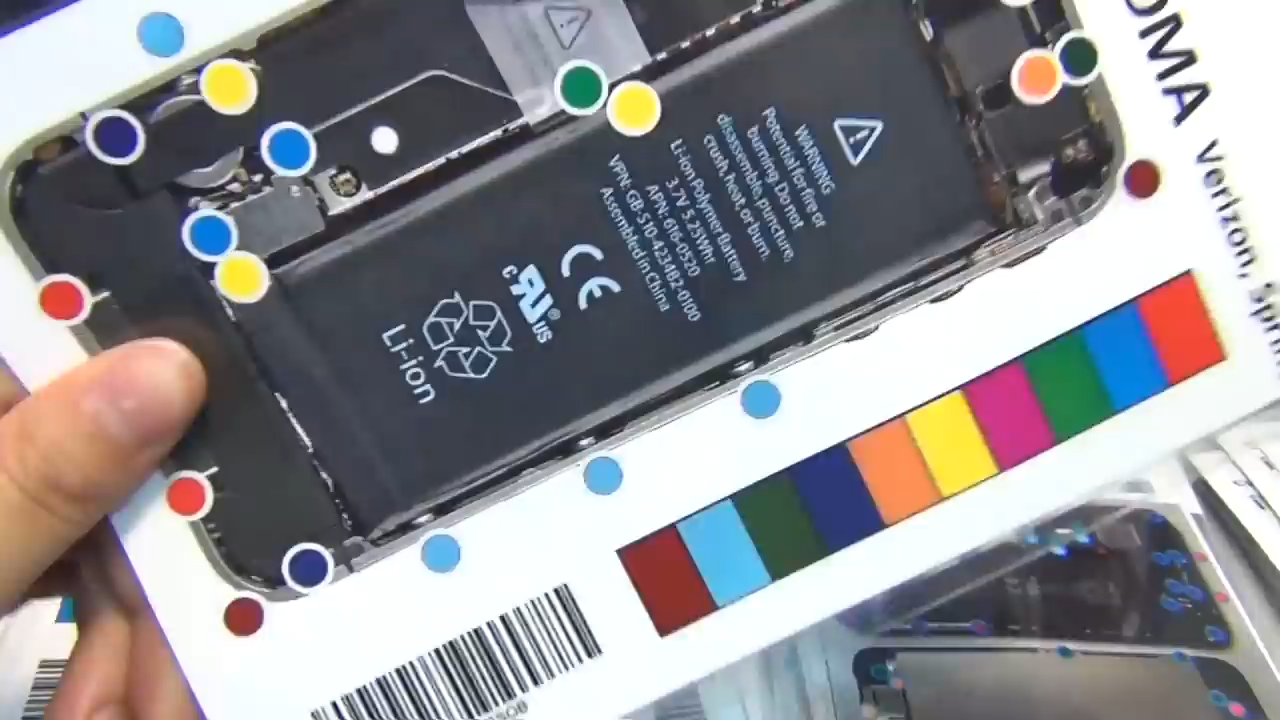 WARNING
Potential for fire or
burning. Do not
disassemble, puncture,
crush, heat, or burn.
Li-ion Polymer Battery
3.7V 5.25Whr
APN: 616-0520
VPN: GB-S10-423482-0100
Assembled in China
CE
c
US
®
Li-ion
DMA
Verizon,